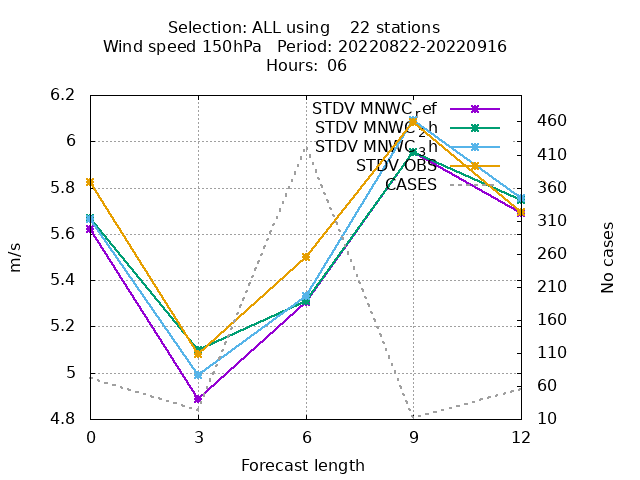 Selection: ALL using 22 stations
Wind speed 150hPa Period: 20220822-20220916
Hours: 06
STDV MNWC_ref
STDV MNWC_2h
STDV MNWC_3h
STDV OBS
CASES
6.2
6
5.8
5.6
5.4
5.2
5
4.8
m/s
460
410
360
310
260
210
160
110
60
10
No cases
0 3 6 9 12
Forecast length